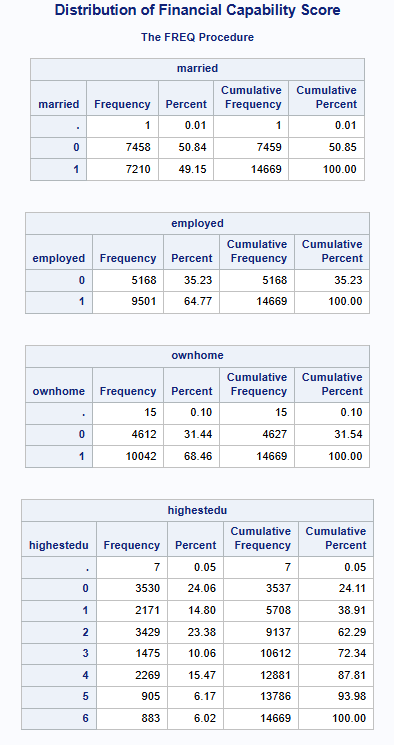 Distribution of Financial Capability Score
The FREQ Procedure
married
married Frequency Percent Cumulative Frequency Cumulative Percent
. 1 0.01 1 0.01
0 7458 50.84 7459 50.85
1 7210 49.15 14669 100.00
employed
employed Frequency Percent Cumulative Frequency Cumulative Percent
0 5168 35.23 5168 35.23
1 9501 64.77 14669 100.00
ownhome
ownhome Frequency Percent Cumulative Frequency Cumulative Percent
. 15 0.10 15 0.10
0 4612 31.44 4627 31.54
1 10042 68.46 14669 100.00
highestedu
highestedu Frequency Percent Cumulative Frequency Cumulative Percent
. 7 0.05 7 0.05
0 3530 24.06 3537 24.11
1 2171 14.80 5708 38.91
2 3429 23.38 9137 62.29
3 1475 10.06 10612 72.34
4 2269 15.47 12881 87.81
5 905 6.17 13786 93.98
6 883 6.02 14669 100.00